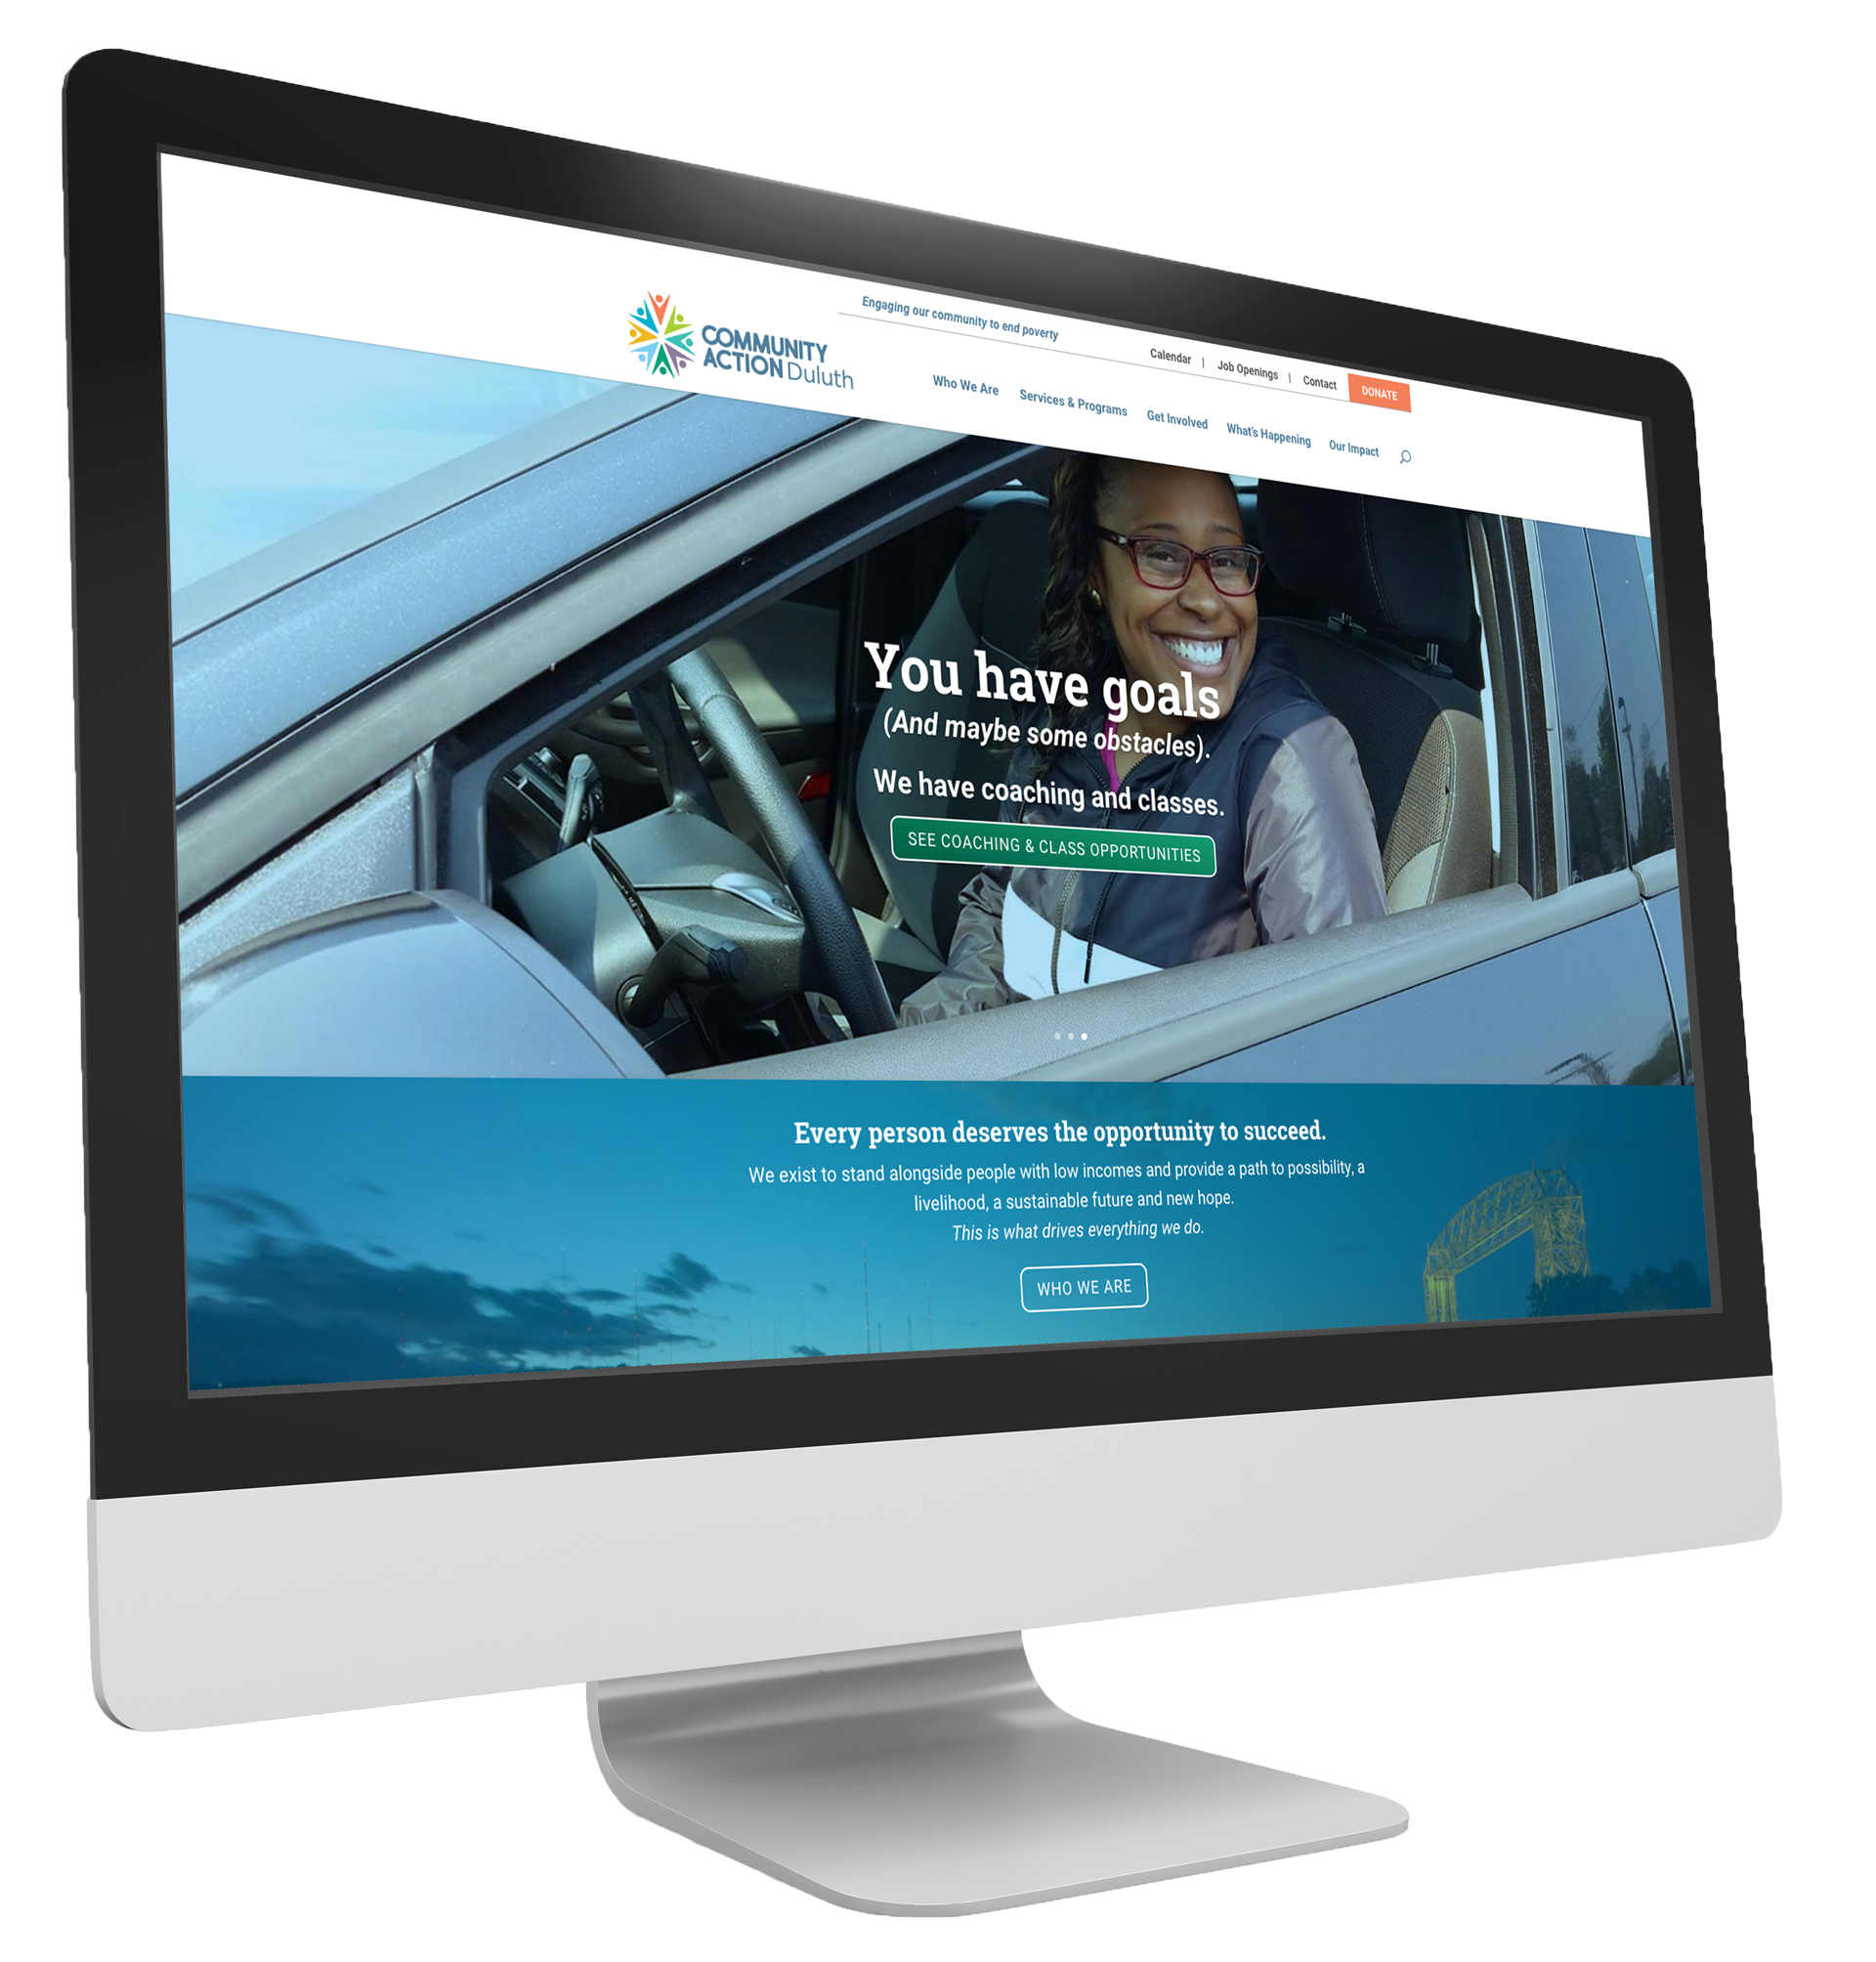 Engaging our community to end poverty
COMMUNITY
ACTION Duluth
Calendar | Job Openings | Contact DONATE
Who We Are Services & Programs Get Involved What's Happening Our Impact
You have goals
(And maybe some obstacles).
We have coaching and classes.
SEE COACHING & CLASS OPPORTUNITIES
Every person deserves the opportunity to succeed.
We exist to stand alongside people with low incomes and provide a path to possibility, a
livelihood, a sustainable future and new hope.
This is what drives everything we do.
WHO WE ARE